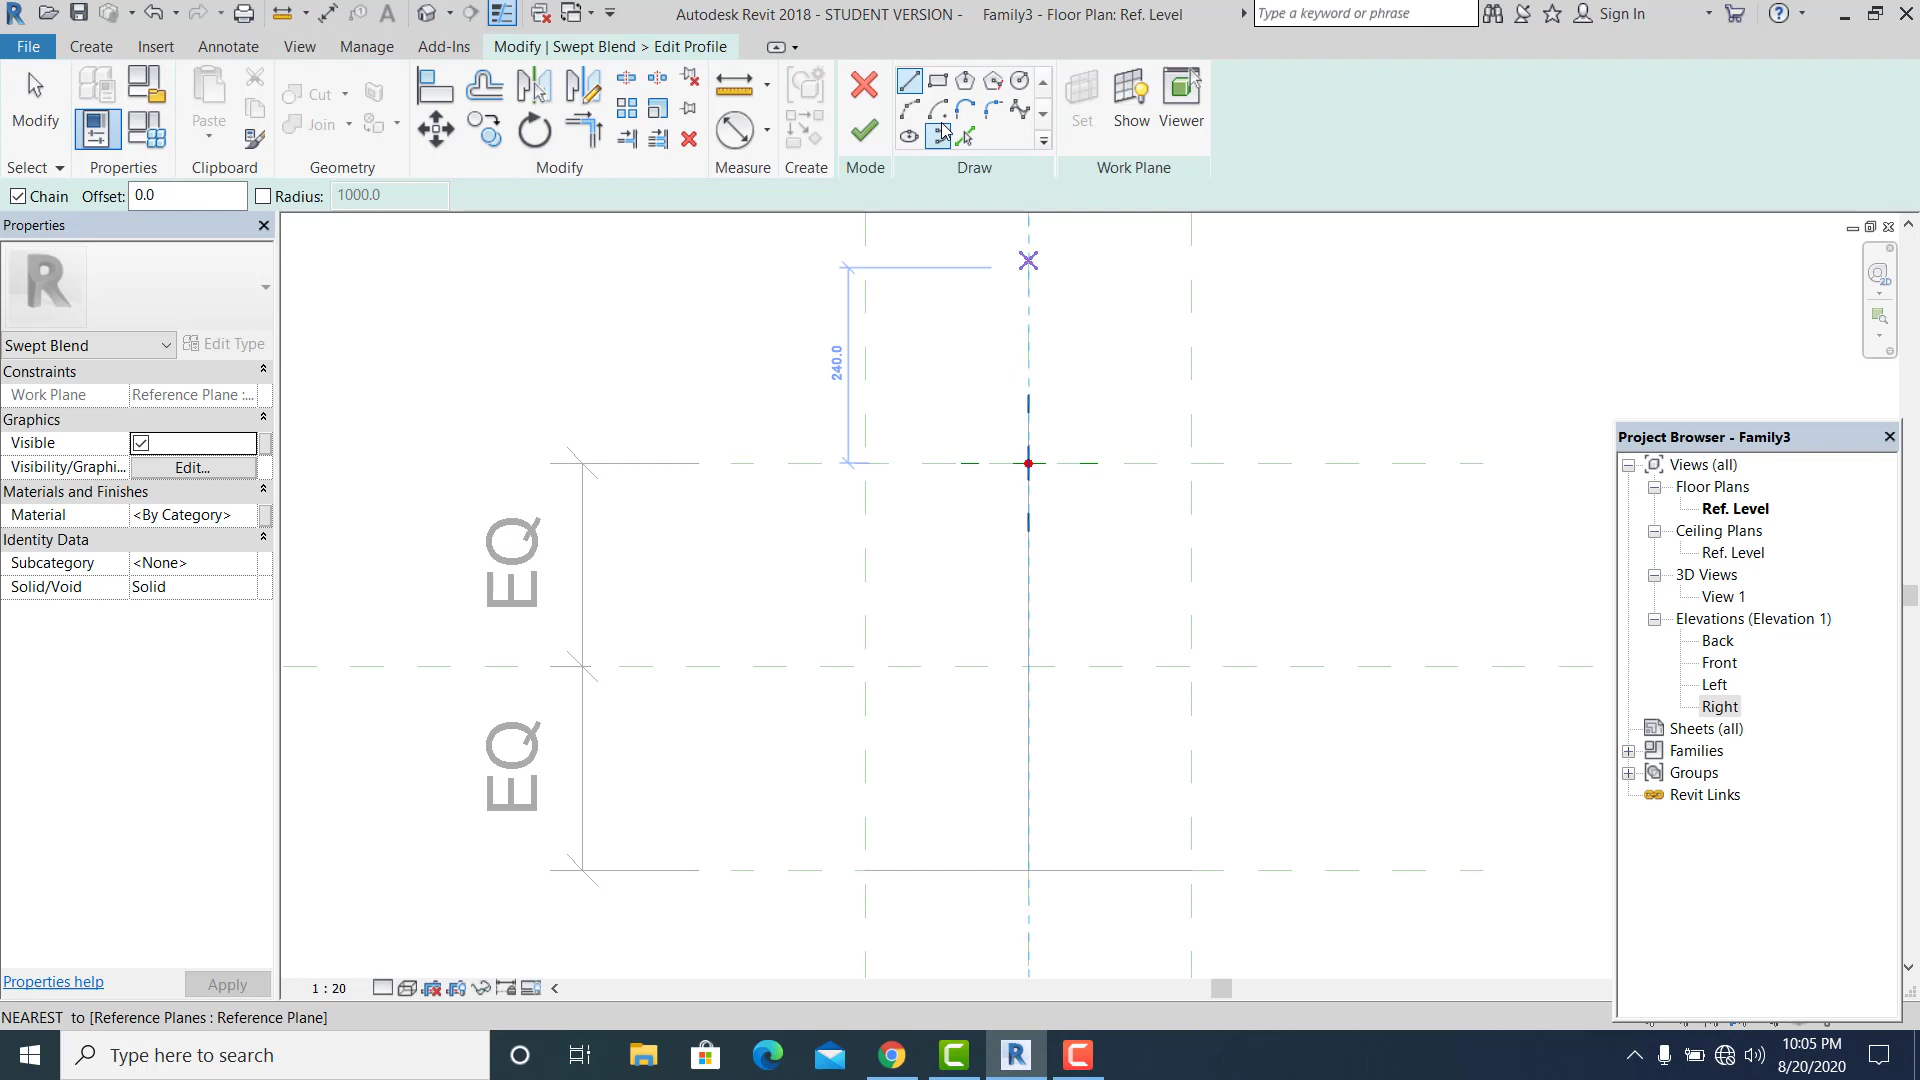 Autodesk Revit 2018 - STUDENT VERSION -    Family3 - Floor Plan: Ref. Level
Type a keyword or phrase
Sign In
File
Create
Insert
Annotate
View
Manage
Add-Ins
Modify | Swept Blend > Edit Profile
Modify
Paste
Cut
Join
Set
Show
Viewer
Select
Properties
Clipboard
Geometry
Modify
Measure
Create
Mode
Draw
Work Plane
Chain
Offset:
0.0
Radius:
1000.0
Properties
Swept Blend
Edit Type
Constraints
Work Plane
Reference Plane :...
Graphics
Visible
Visibility/Graphi...
Edit...
Materials and Finishes
Material
<By Category>
Identity Data
Subcategory
<None>
Solid/Void
Solid
Properties help
Apply
240.0
EQ
EQ
2D
Project Browser - Family3
Views (all)
Floor Plans
Ref. Level
Ceiling Plans
Ref. Level
3D Views
View 1
Elevations (Elevation 1)
Back
Front
Left
Right
Sheets (all)
Families
Groups
Revit Links
1 : 20
NEAREST  to [Reference Planes : Reference Plane]
Type here to search
10:05 PM
8/20/2020